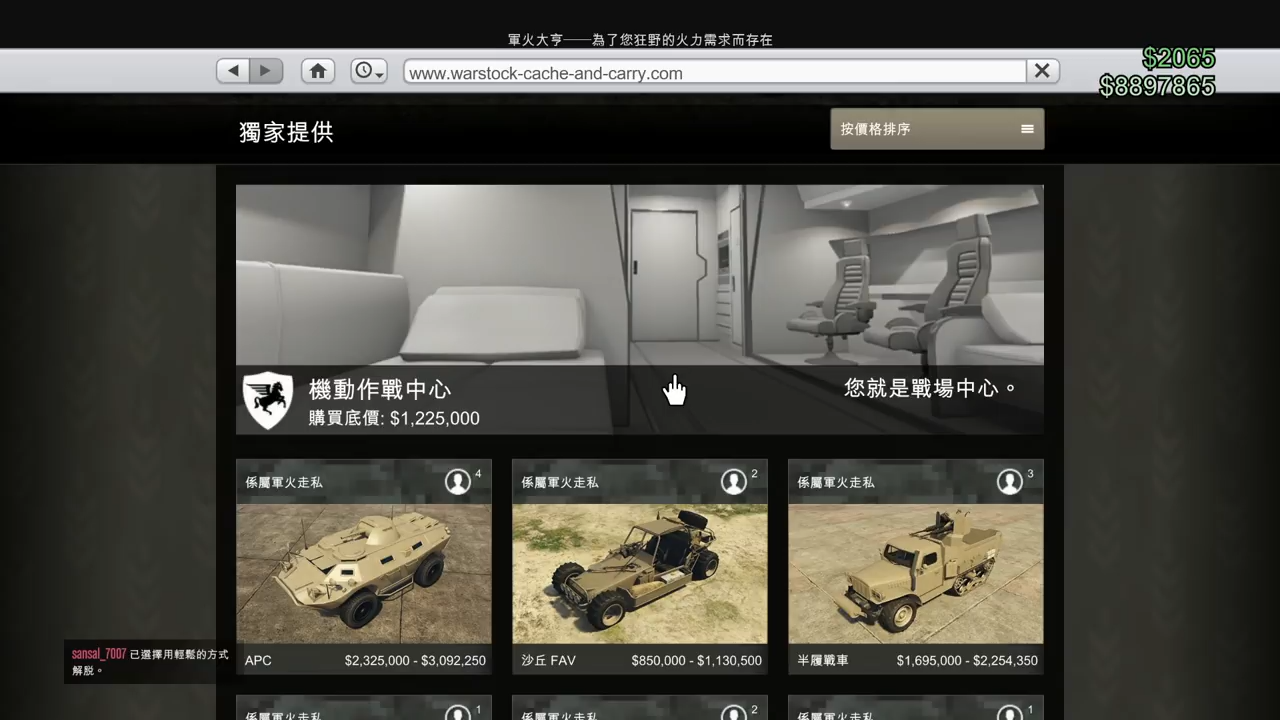 軍火大亨——為了您狂野的火力需求而存在
$2065
www.warstock-cache-and-carry.com
$8897865
獨家提供
按價格排序
機動作戰中心
您就是戰場中心。
購買底價: $1,225,000
係屬軍火走私 4
係屬軍火走私 2
係屬軍火走私 3
sansal_7007 已選擇用輕鬆的方式
解脱。
APC $2,325,000 - $3,092,250
沙丘 FAV $850,000 - $1,130,500
半履戰車 $1,695,000 - $2,254,350
係屬軍火走私 1
係屬軍火走私 2
係屬軍火走私 1